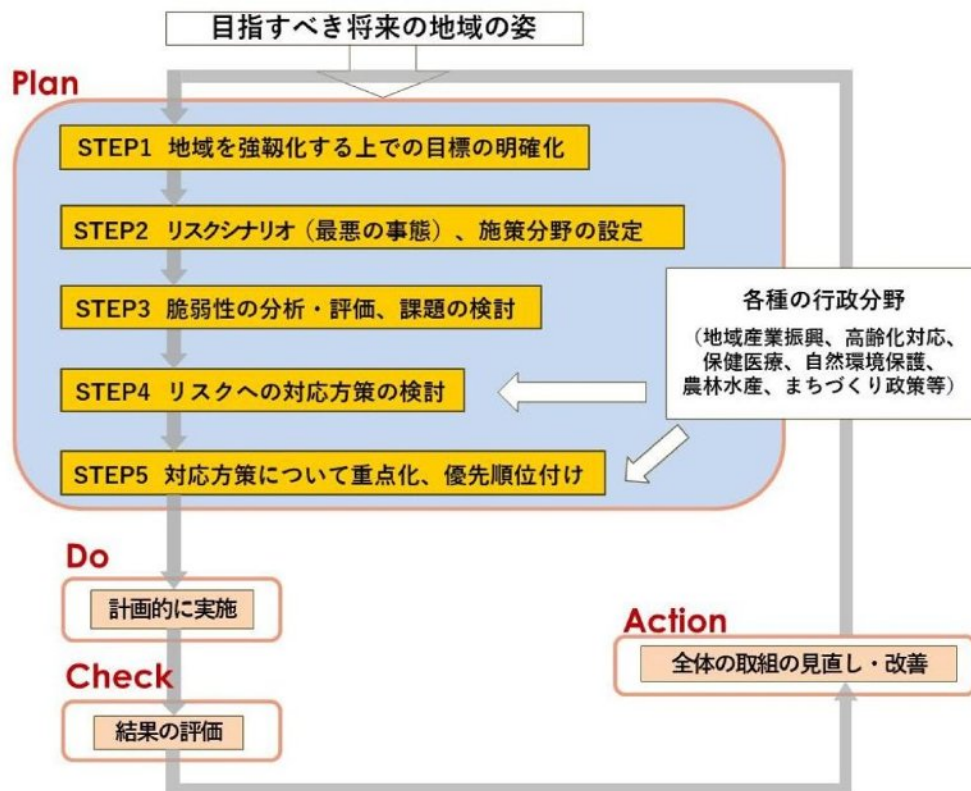 目指すべき将来の地域の姿
Plan
STEP1 地域を強靱化する上での目標の明確化
STEP2 リスクシナリオ（最悪の事態）、施策分野の設定
STEP3 脆弱性の分析・評価、課題の検討
各種の行政分野
（地域産業振興、高齢化対応、
保健医療、自然環境保護、
農林水産、まちづくり政策等）
STEP4 リスクへの対応方策の検討
STEP5 対応方策について重点化、優先順位付け
Do
計画的に実施
Check
結果の評価
Action
全体の取組の見直し・改善